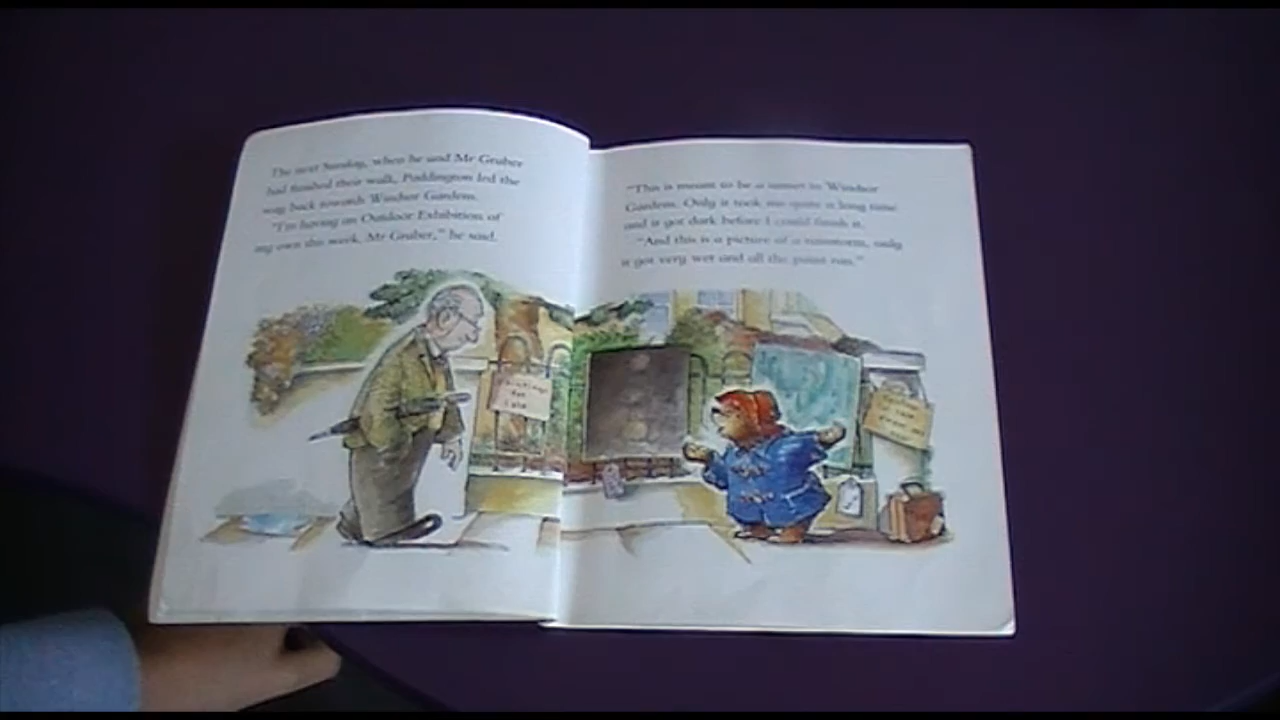 The next Sunday, when he and Mr Gruber
had finished their walk, Paddington led the
way back towards Windsor Gardens.
"I'm having an Outdoor Exhibition of
my own this week, Mr Gruber," he said.
"This is meant to be a sunset in Windsor
Gardens. Only it took me quite a long time
and it got dark before I could finish it.
"And this is a picture of a rainstorm, only
it got very wet and all the paint ran."
Paintings
for
Sale